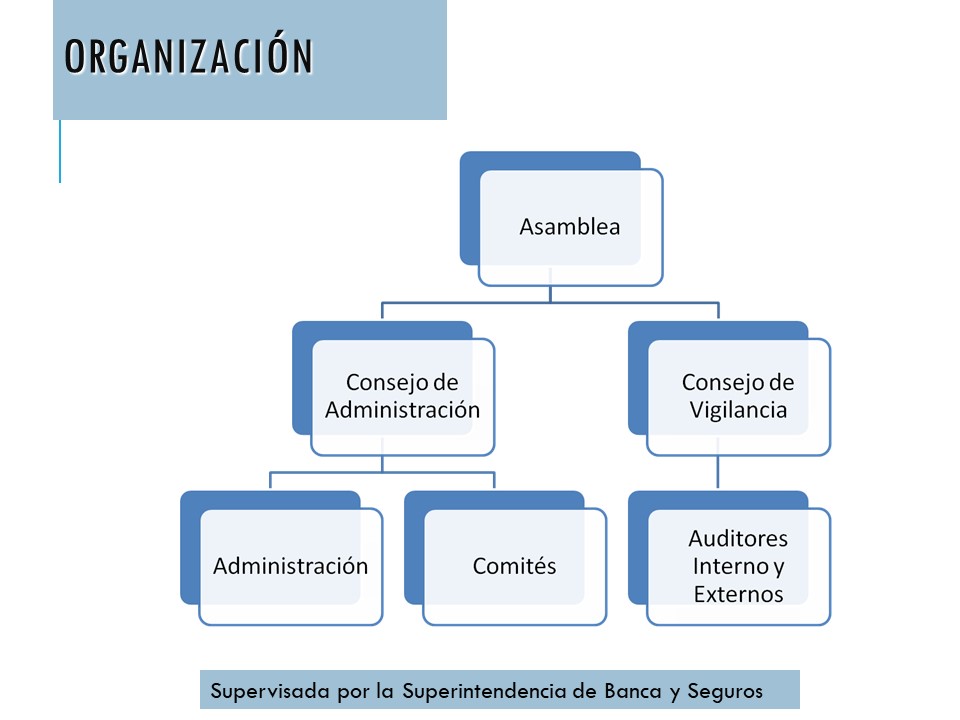 ORGANIZACIÓN
Asamblea
Consejo de
Administración
Consejo de
Vigilancia
Administración
Comités
Auditores
Interno y
Externos
Supervisada por la Superintendencia de Banca y Seguros